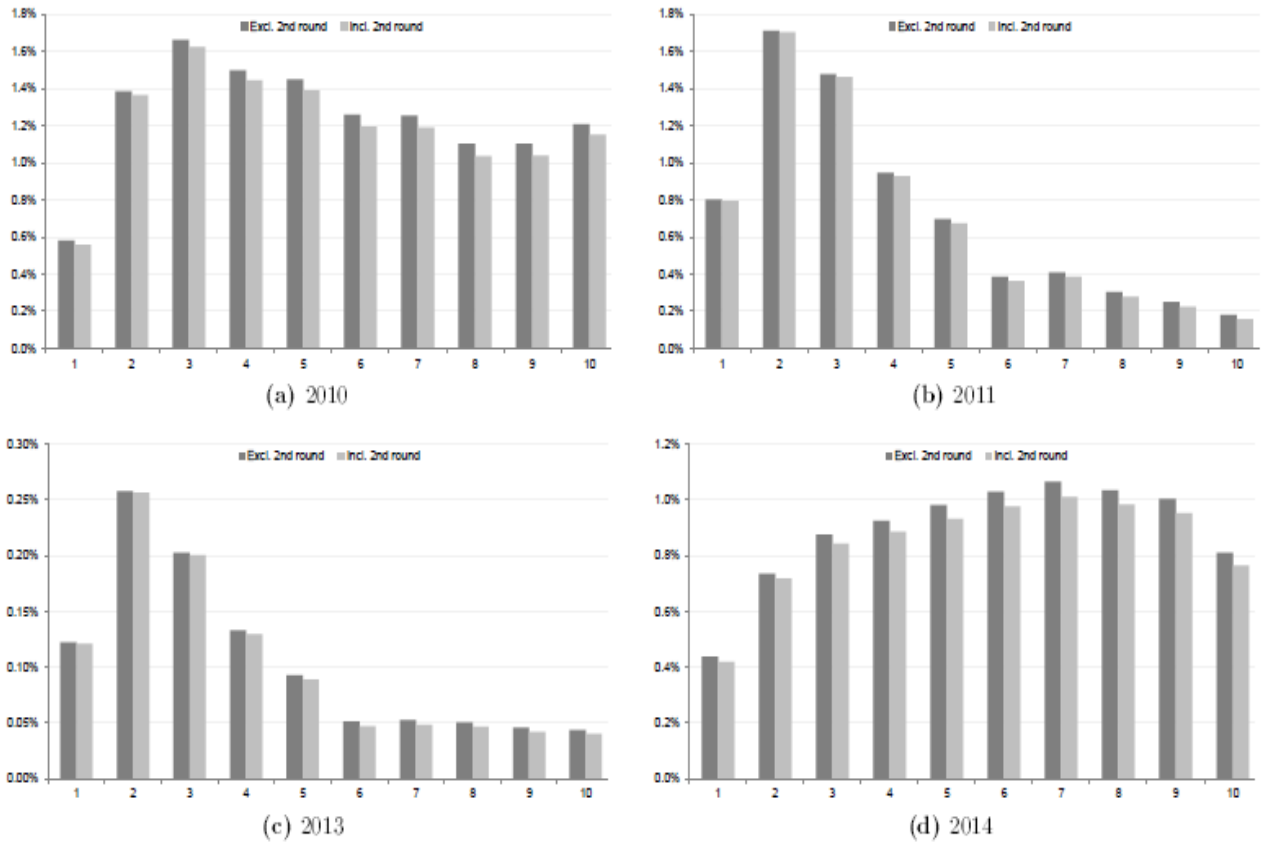 1.8%
1.6%
1.4%
1.2%
1.0%
0.8%
0.6%
0.4%
0.2%
0.0%
Excl. 2nd round Incl. 2nd round
1 2 3 4 5 6 7 8 9 10
(a) 2010
1.8%
1.6%
1.4%
1.2%
1.0%
0.8%
0.6%
0.4%
0.2%
0.0%
Excl. 2nd round Incl. 2nd round
1 2 3 4 5 6 7 8 9 10
(b) 2011
0.30%
0.25%
0.20%
0.15%
0.10%
0.05%
0.00%
Excl. 2nd round Incl. 2nd round
1 2 3 4 5 6 7 8 9 10
(c) 2013
1.2%
1.0%
0.8%
0.6%
0.4%
0.2%
0.0%
Excl. 2nd round Incl. 2nd round
1 2 3 4 5 6 7 8 9 10
(d) 2014